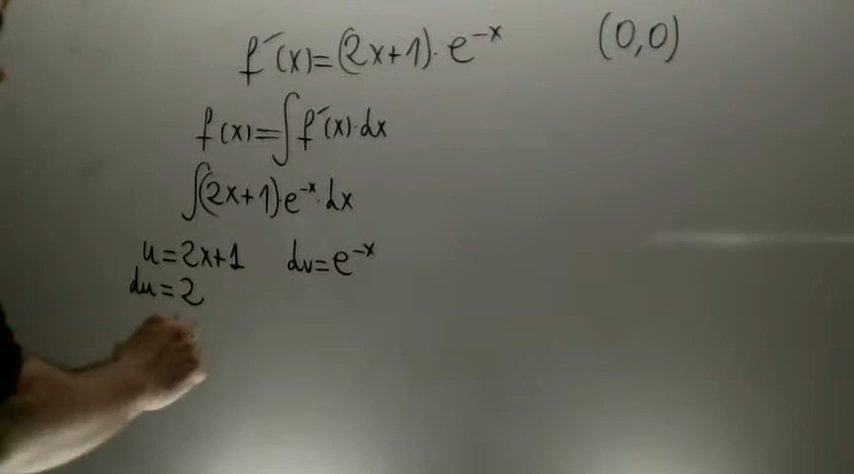 f´(x)=(2x+1)·e^{-x} (0,0)
f(x)=∫f´(x)·dx
∫(2x+1)·e^{-x}·dx
u=2x+1 dv=e^{-x}
du=2